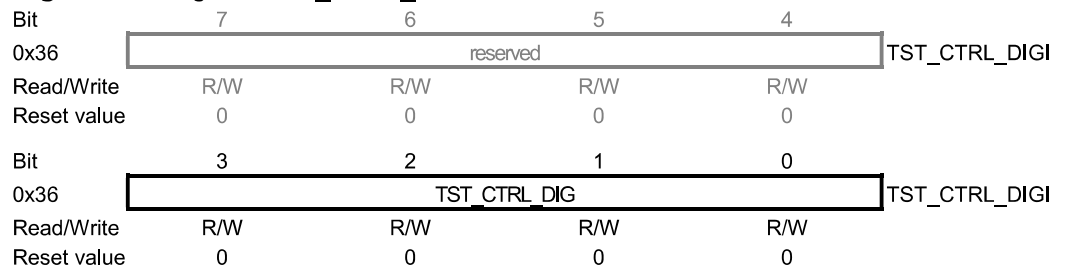 Bit 7 6 5 4
0x36 reserved TST_CTRL_DIGI
Read/Write R/W R/W R/W R/W
Reset value 0 0 0 0
Bit 3 2 1 0
0x36 TST_CTRL_DIG TST_CTRL_DIGI
Read/Write R/W R/W R/W R/W
Reset value 0 0 0 0